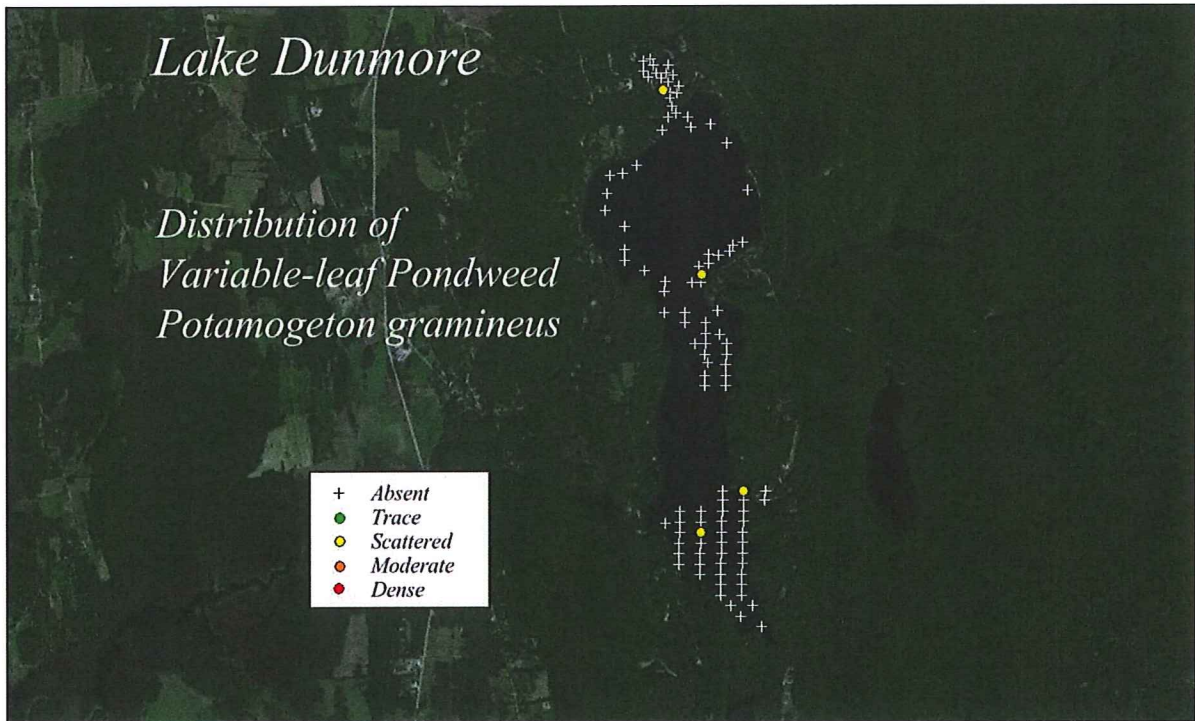 Lake Dunmore
Distribution of
Variable-leaf Pondweed
Potamogeton gramineus
Absent
Trace
Scattered
Moderate
Dense